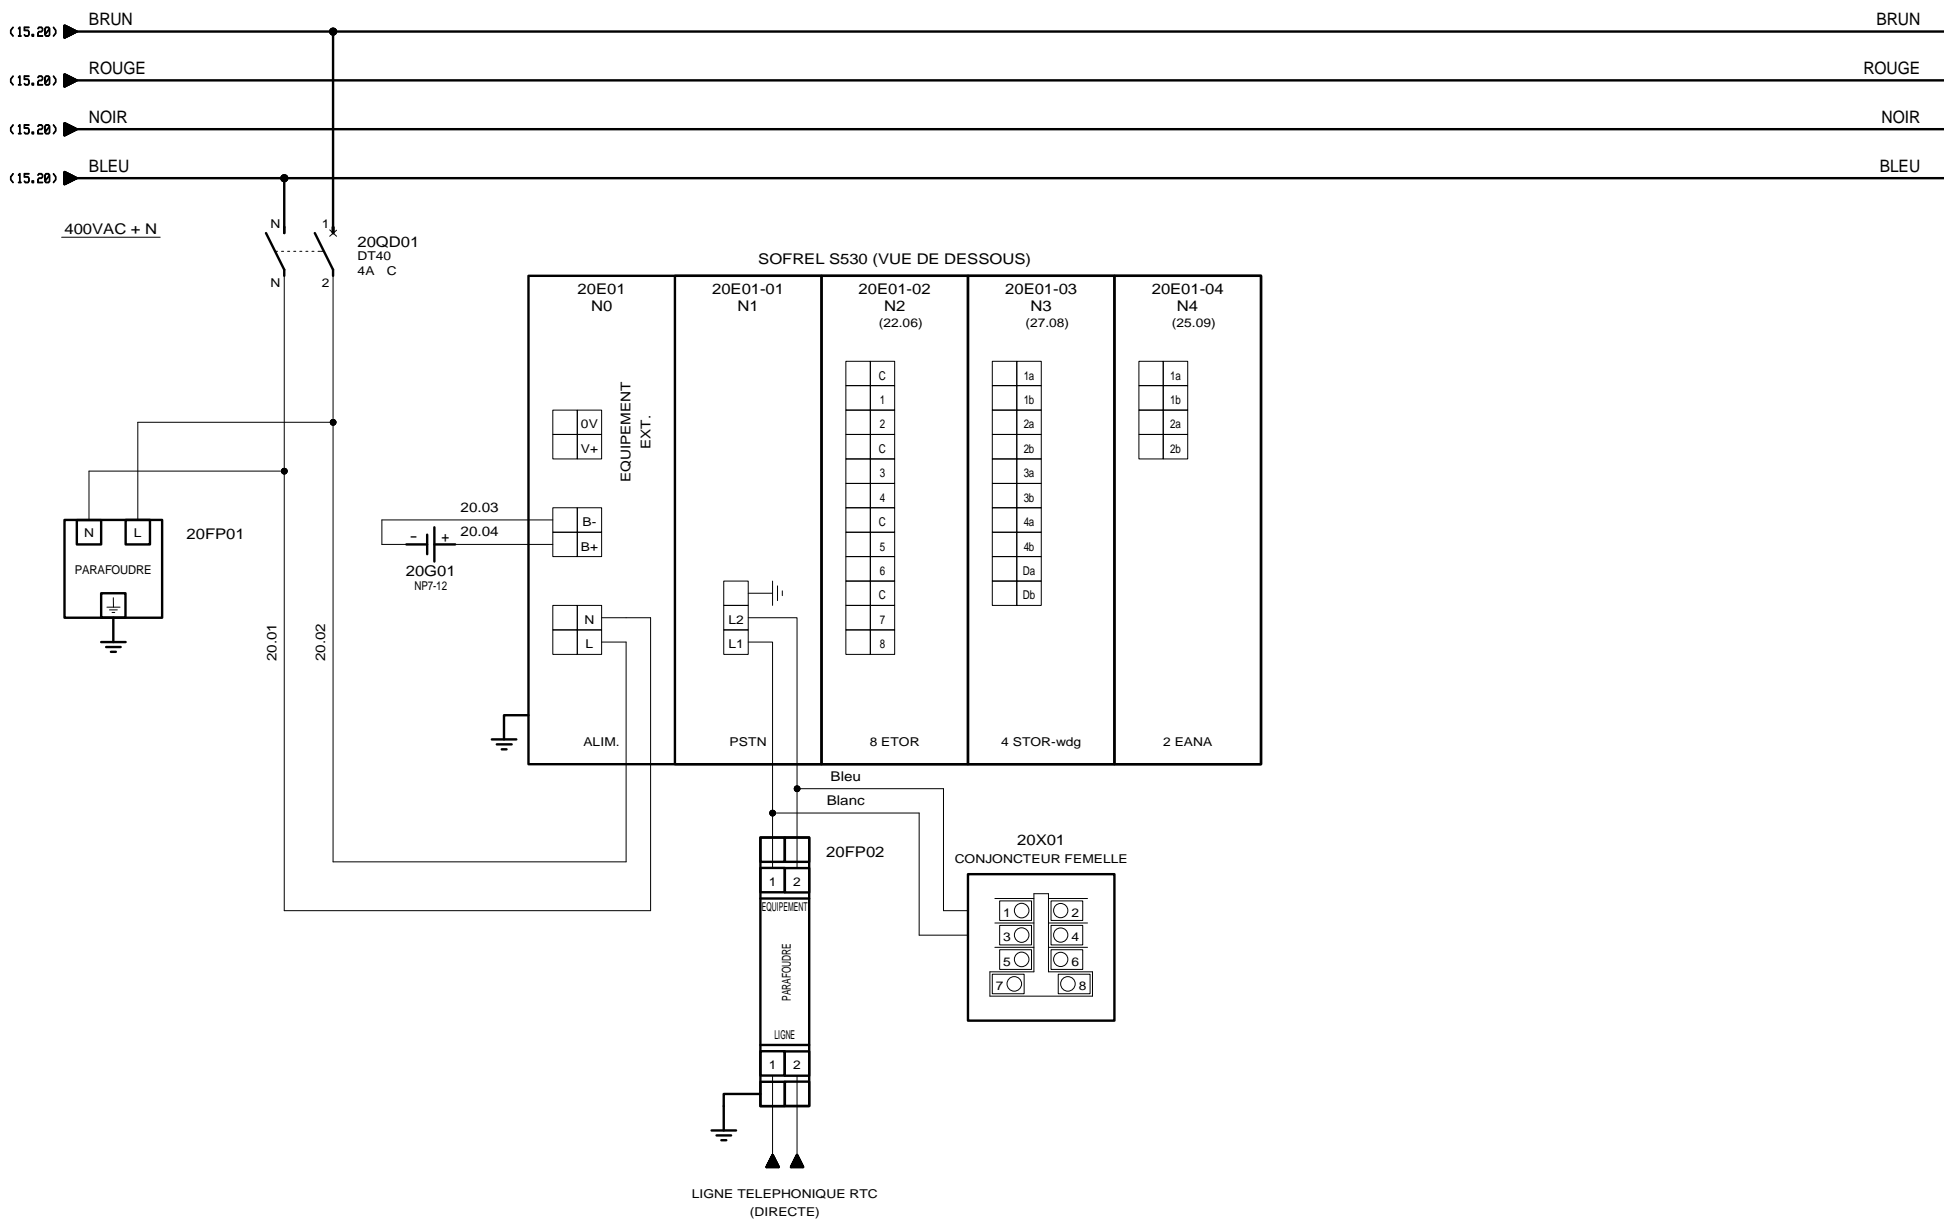 BRUN
BRUN
(15.20)
ROUGE
ROUGE
(15.20)
NOIR
NOIR
(15.20)
BLEU
BLEU
(15.20)
400VAC + N
N
1
20QD01
DT40
4A C
N
2
SOFREL S530 (VUE DE DESSOUS)
20E01
N0
20E01-01
N1
20E01-02
N2
(22.06)
20E01-03
N3
(27.08)
20E01-04
N4
(25.09)
EQUIPEMENT
EXT.
0V
V+
B-
B+
N
L
L2
L1
C
1
2
C
3
4
C
5
6
C
7
8
1a
1b
2a
2b
3a
3b
4a
4b
Da
Db
1a
1b
2a
2b
20.03
20.04
- +
20G01
NP7-12
N L
20FP01
PARAFOUDRE
20.01
20.02
ALIM.
PSTN
8 ETOR
4 STOR-wdg
2 EANA
Bleu
Blanc
20FP02
1 2
EQUIPEMENT
PARAFOUDRE
LIGNE
1 2
20X01
CONJONCTEUR FEMELLE
1 2
3 4
5 6
7 8
LIGNE TELEPHONIQUE RTC
(DIRECTE)